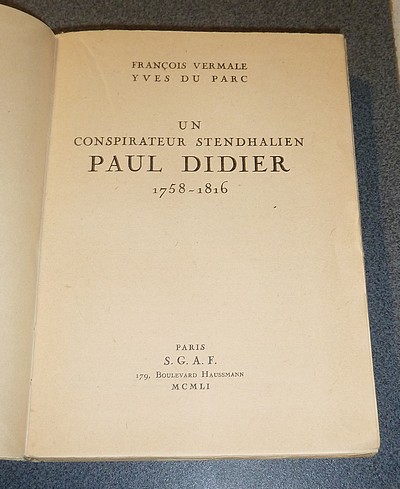 FRANÇOIS VERMALE
YVES DU PARC
UN
CONSPIRATEUR STENDHALIEN
PAUL DIDIER
1758-1816
PARIS
S. G. A. F.
179, BOULEVARD HAUSSMANN
MCMLI